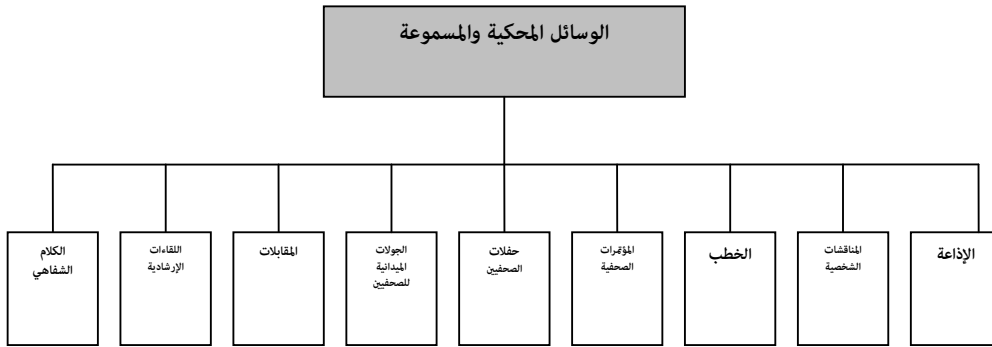 الوسائل المحكية والمسموعة
الإذاعة
المناقشات
الشخصية
الخطب
المؤتمرات
الصحفية
حفلات
الصحفيين
الجولات
الميدانية
للصحفيين
المقابلات
اللقاءات
الإرشادية
الكلام
الشفاهي